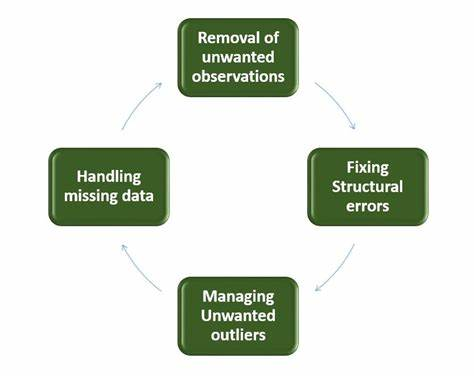 Removal of
unwanted
observations
Fixing
Structural
errors
Managing
Unwanted
outliers
Handling
missing data